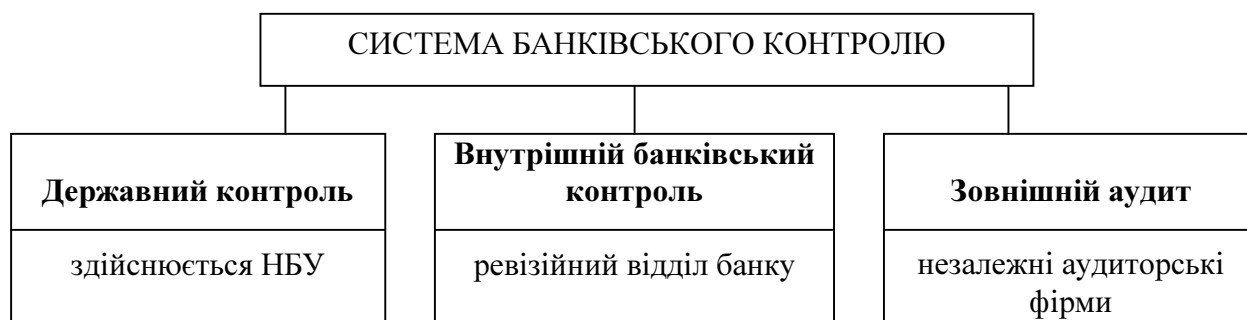 СИСТЕМА БАНКІВСЬКОГО КОНТРОЛЮ
Державний контроль
здійснюється НБУ
Внутрішній банківський
контроль
ревізійний відділ банку
Зовнішній аудит
незалежні аудиторські
фірми